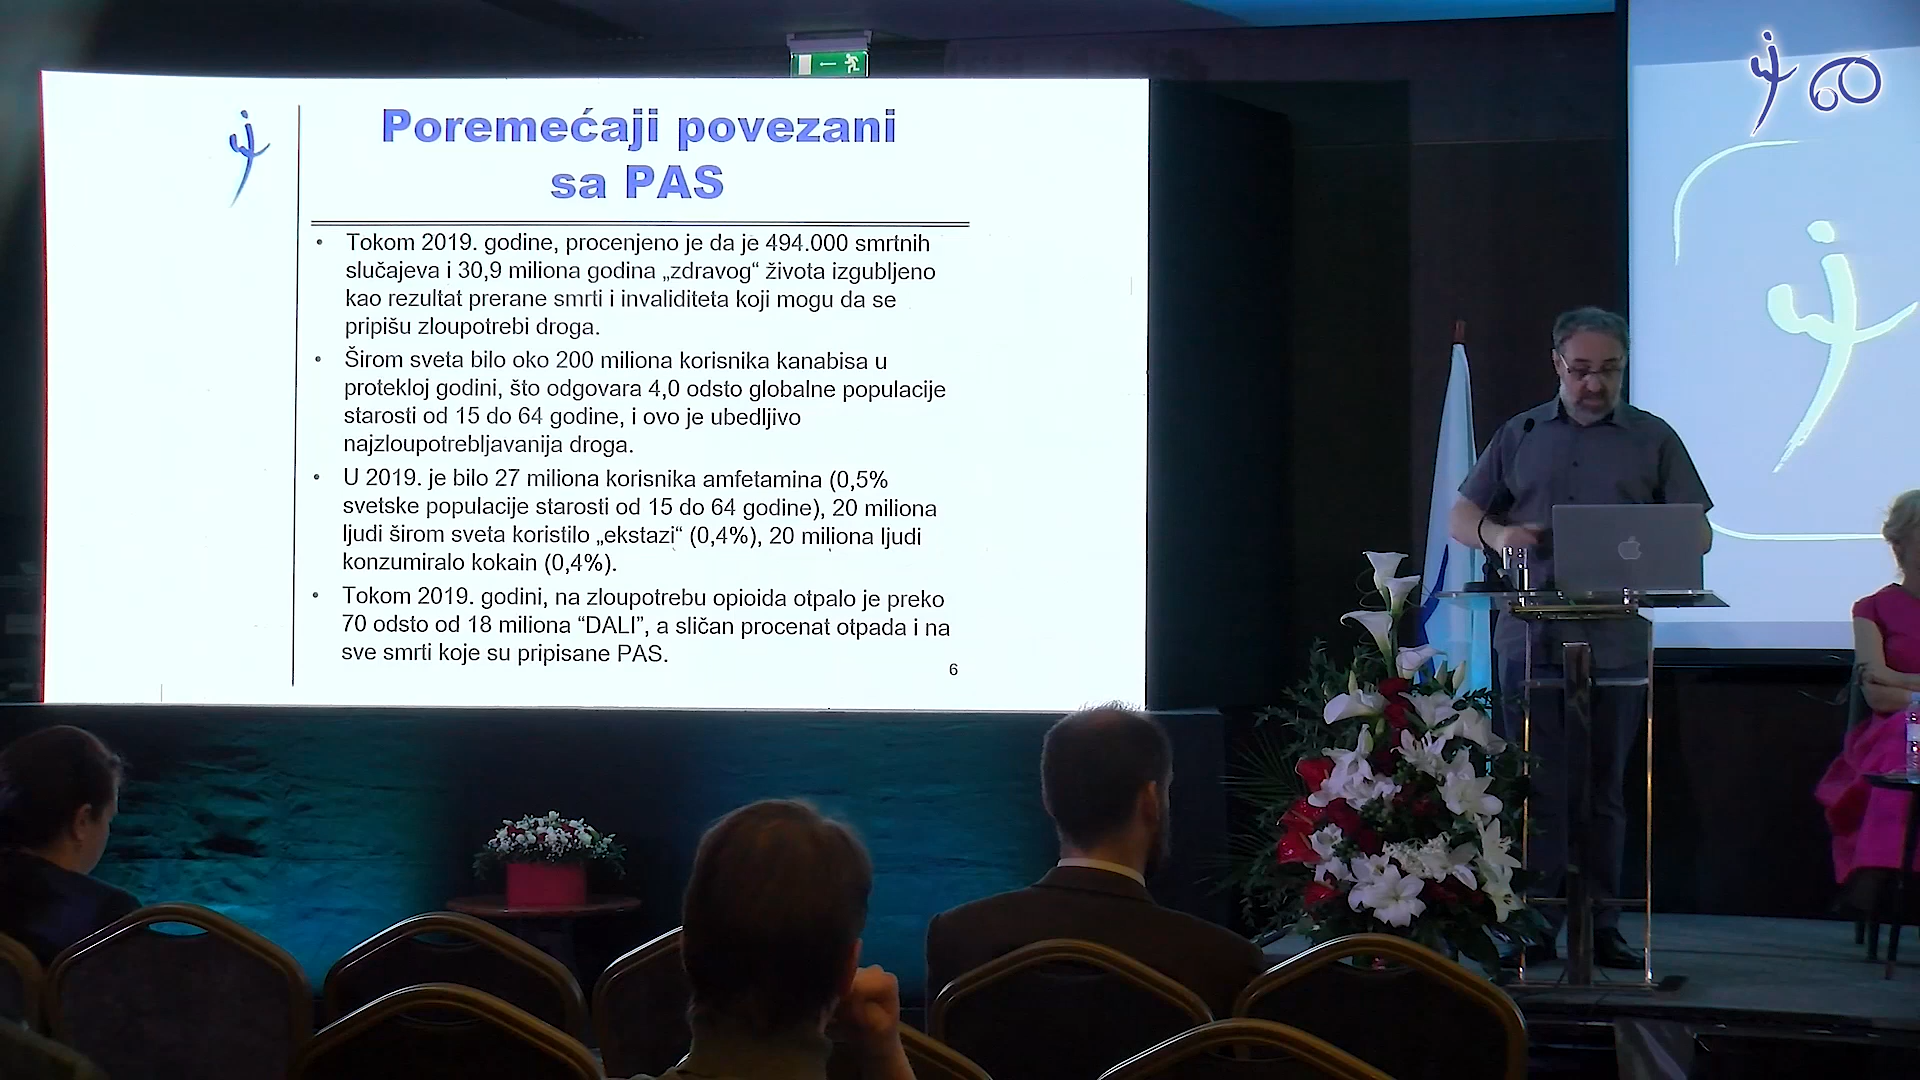 Poremećaji povezani
sa PAS
• Tokom 2019. godine, procenjeno je da je 494.000 smrtnih
slučajeva i 30,9 miliona godina „zdravog“ života izgubljeno
kao rezultat prerane smrti i invaliditeta koji mogu da se
pripišu zloupotrebi droga.
• Širom sveta bilo oko 200 miliona korisnika kanabisa u
protekloj godini, što odgovara 4,0 odsto globalne populacije
starosti od 15 do 64 godine, i ovo je ubedljivo
najzloupotrebljavanija droga.
• U 2019. je bilo 27 miliona korisnika amfetamina (0,5%
svetske populacije starosti od 15 do 64 godine), 20 miliona
ljudi širom sveta koristilo „ekstazi“ (0,4%), 20 miliona ljudi
konzumiralo kokain (0,4%).
• Tokom 2019. godini, na zloupotrebu opioida otpalo je preko
70 odsto od 18 miliona “DALI”, a sličan procenat otpada i na
sve smrti koje su pripisane PAS.
6
60